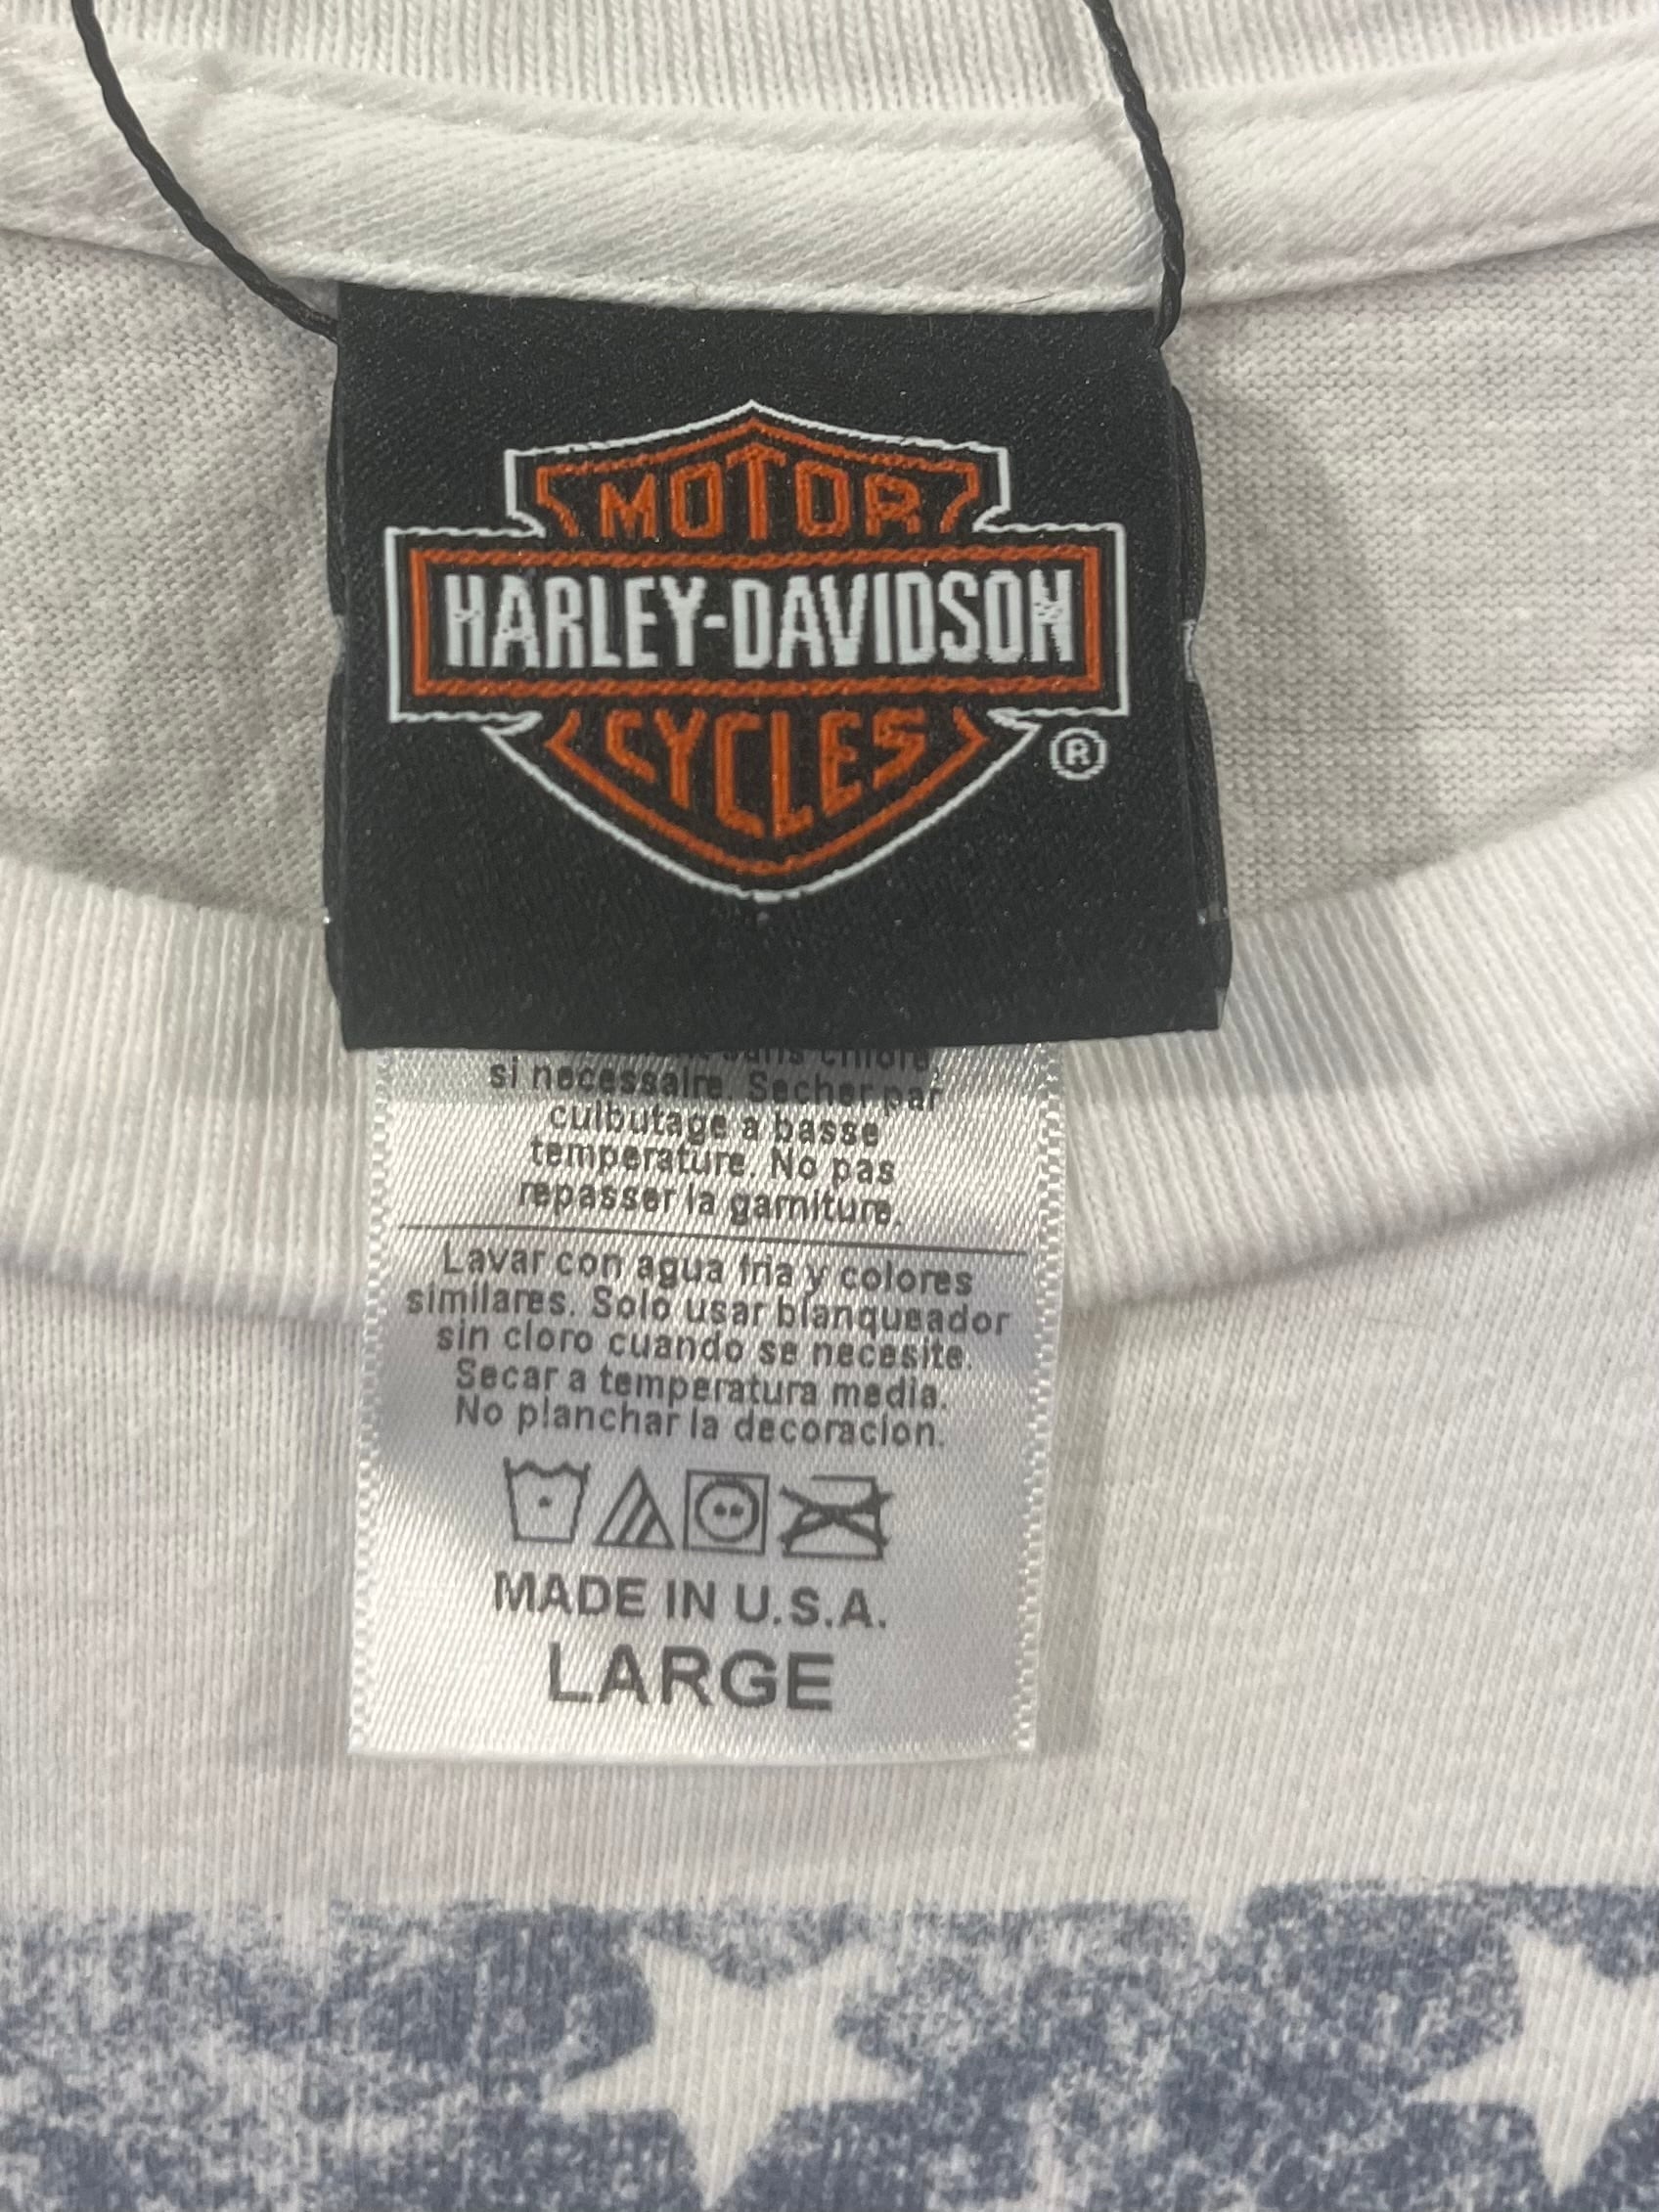 MOTOR
HARLEY-DAVIDSON
CYCLES
®
sans chlore,
si necessaire. Secher par
culbutage a basse
temperature. No pas
repasser la garniture.
Lavar con agua fria y colores
similares. Solo usar blanqueador
sin cloro cuando se necesite.
Secar a temperatura media.
No planchar la decoracion.
MADE IN U.S.A.
LARGE